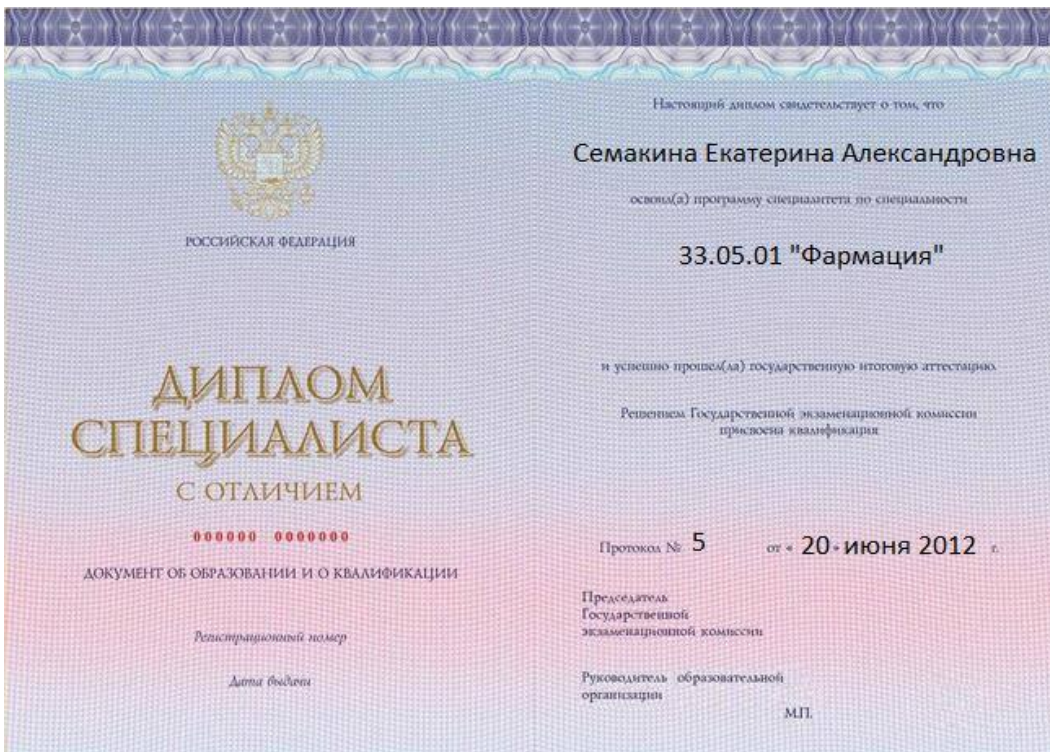 РОССИЙСКАЯ ФЕДЕРАЦИЯ
ДИПЛОМ
СПЕЦИАЛИСТА
С ОТЛИЧИЕМ
000000 0000000
ДОКУМЕНТ ОБ ОБРАЗОВАНИИ И О КВАЛИФИКАЦИИ
Регистрационный номер
Дата выдачи
Настоящий диплом свидетельствует о том, что
Семакина Екатерина Александровна
освоил(а) программу специалитета по специальности
33.05.01 "Фармация"
и успешно прошел(ла) государственную итоговую аттестацию.
Решением Государственной экзаменационной комиссии
присвоена квалификация
Протокол № 5 от « 20 » июня 2012 г.
Председатель
Государственной
экзаменационной комиссии
Руководитель образовательной
организации
М.П.